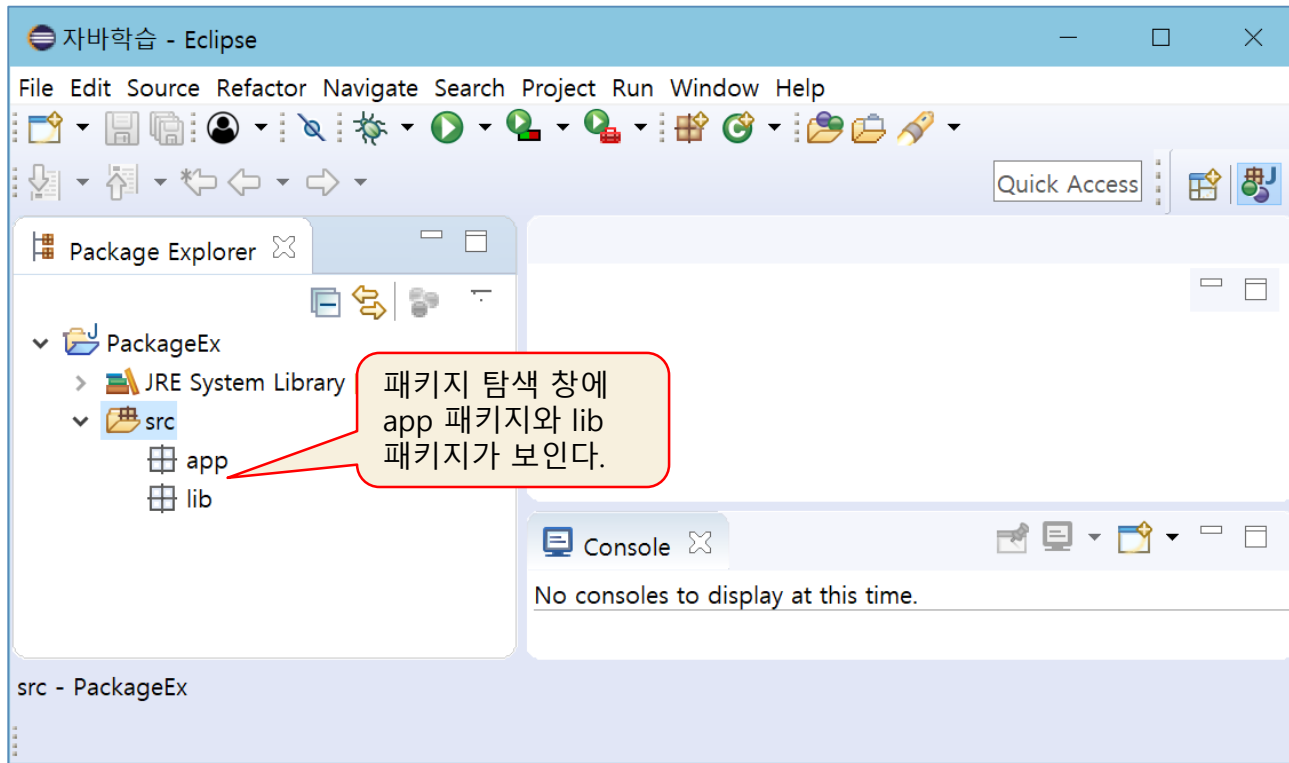 자바학습 - Eclipse
File Edit Source Refactor Navigate Search Project Run Window Help
Quick Access
Package Explorer
PackageEx
JRE System Library
src
app
lib
패키지 탐색 창에
app 패키지와 lib
패키지가 보인다.
Console
No consoles to display at this time.
src - PackageEx